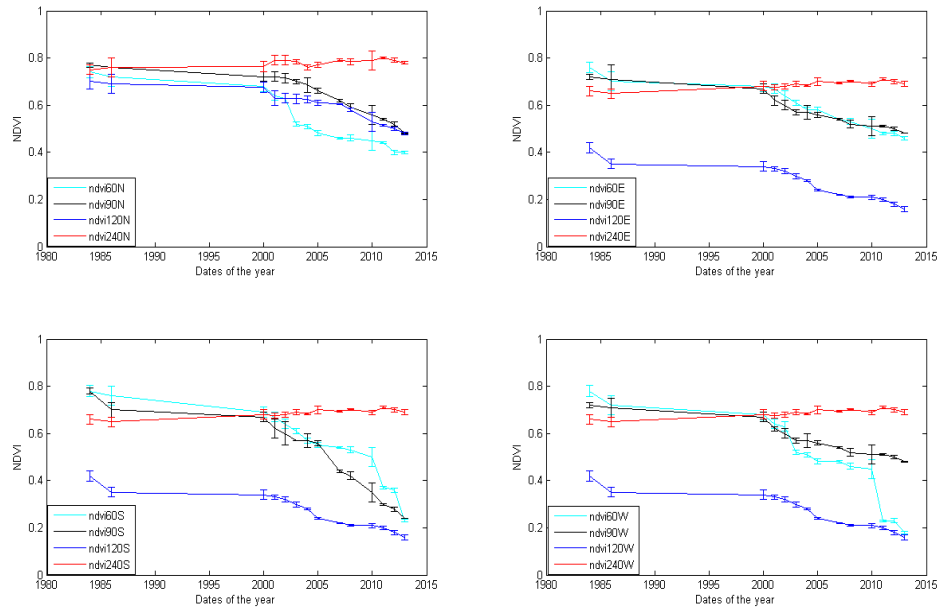 1
0.8
0.6
0.4
0.2
0
NDVI
ndvi60N
ndvi90N
ndvi120N
ndvi240N
1980 1985 1990 1995 2000 2005 2010 2015
Dates of the year
1
0.8
0.6
0.4
0.2
0
NDVI
ndvi60E
ndvi90E
ndvi120E
ndvi240E
1980 1985 1990 1995 2000 2005 2010 2015
Dates of the year
1
0.8
0.6
0.4
0.2
0
NDVI
ndvi60S
ndvi90S
ndvi120S
ndvi240S
1980 1985 1990 1995 2000 2005 2010 2015
Dates of the year
1
0.8
0.6
0.4
0.2
0
NDVI
ndvi60W
ndvi90W
ndvi120W
ndvi240W
1980 1985 1990 1995 2000 2005 2010 2015
Dates of the year